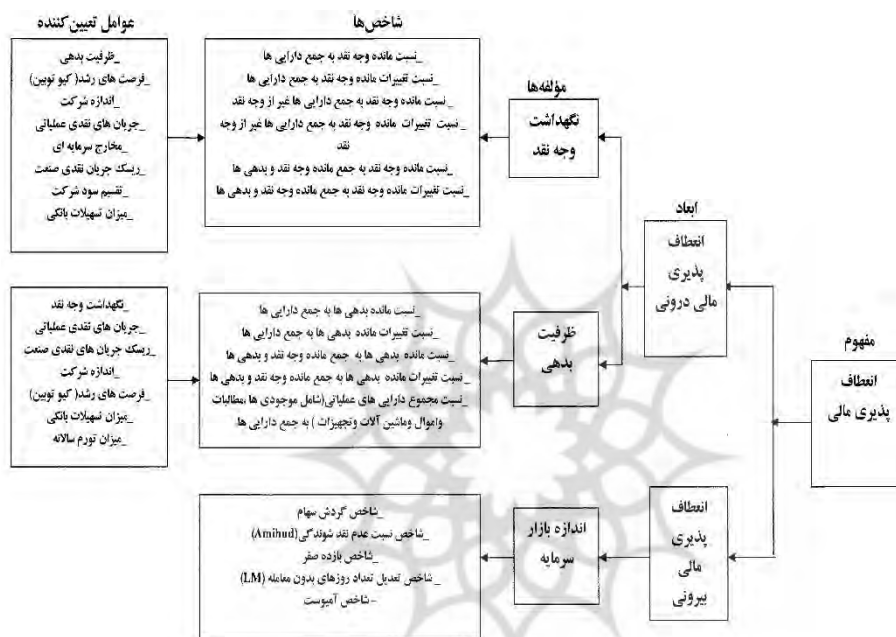 مفهوم
انعطاف
پذیری مالی
ابعاد
انعطاف
پذیری
مالی درونی
انعطاف
پذیری
مالی
بیرونی
مؤلفه‌ها
نگهداشت
وجه نقد
ظرفیت
بدهی
اندازه بازار
سرمایه
شاخص‌ها
_نسبت مانده وجه نقد به جمع دارایی ها
_نسبت تغییرات مانده وجه نقد به جمع دارایی ها
_نسبت مانده وجه نقد به جمع دارایی ها غیر از وجه نقد
_نسبت تغییرات مانده وجه نقد به جمع دارایی ها غیر از وجه
نقد
_نسبت مانده وجه نقد به جمع مانده وجه نقد و بدهی ها
_نسبت تغییرات مانده وجه نقد به جمع مانده وجه نقد و بدهی ها
_نسبت مانده بدهی ها به جمع دارایی ها
_نسبت تغییرات مانده بدهی ها به جمع دارایی ها
_نسبت مانده بدهی ها به جمع مانده وجه نقد و بدهی ها
_نسبت تغییرات مانده بدهی ها به جمع مانده وجه نقد و بدهی ها
_نسبت مجموع دارایی های عملیاتی(شامل موجودی ها ،مطالبات
واموال وماشین آلات وتجهیزات ) به جمع دارایی ها
_شاخص گردش سهام
_شاخص نسبت عدم نقد شوندگی(Amihud)
_شاخص بازده صفر
_شاخص تعدیل تعداد روزهای بدون معامله (LM)
-شاخص آمیوست
عوامل تعیین‌کننده
_ظرفیت بدهی
_فرصت های رشد( کیو توبین)
_اندازه شرکت
_جریان های نقدی عملیاتی
_مخارج سرمایه ای
_ریسک جریان نقدی صنعت
_تقسیم سود شرکت
_میزان تسهیلات بانکی
_نگهداشت وجه نقد
_جریان های نقدی عملیاتی
_ریسک جریان های نقدی صنعت
_اندازه شرکت
_فرصت های رشد( کیو توبین)
_میزان تسهیلات بانکی
_میزان تورم سالانه